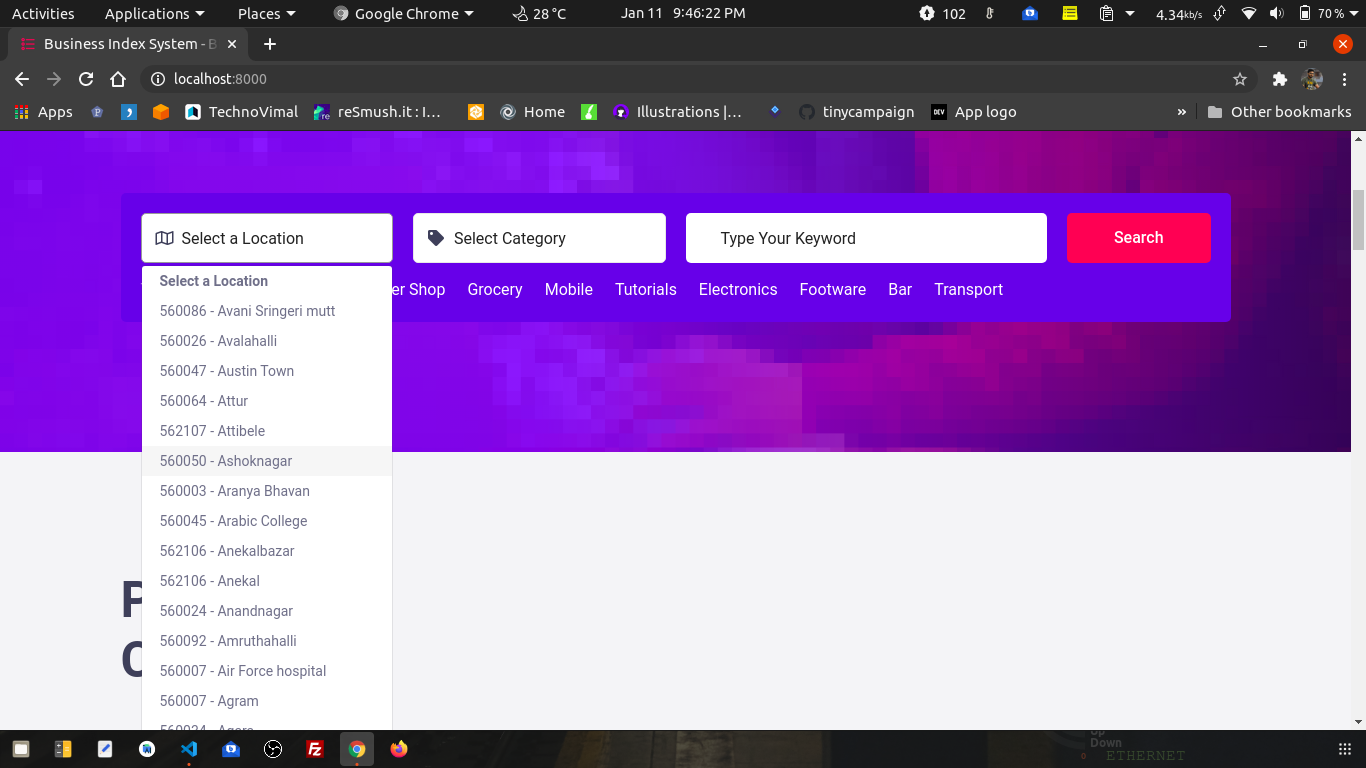 Activities Applications Places Google Chrome 28 °C Jan 11 9:46:22 PM 102 4.34kb/s 70 %
Business Index System - B
localhost:8000
Apps TechnoVimal reSmush.it : I… Home Illustrations |… tinycampaign DEV App logo » Other bookmarks
Select a Location Select Category Type Your Keyword Search
Select a Location
er Shop Grocery Mobile Tutorials Electronics Footware Bar Transport
560086 - Avani Sringeri mutt
560026 - Avalahalli
560047 - Austin Town
560064 - Attur
562107 - Attibele
560050 - Ashoknagar
560003 - Aranya Bhavan
560045 - Arabic College
562106 - Anekalbazar
562106 - Anekal
560024 - Anandnagar
560092 - Amruthahalli
560007 - Air Force hospital
560007 - Agram
Down
ETHERNET